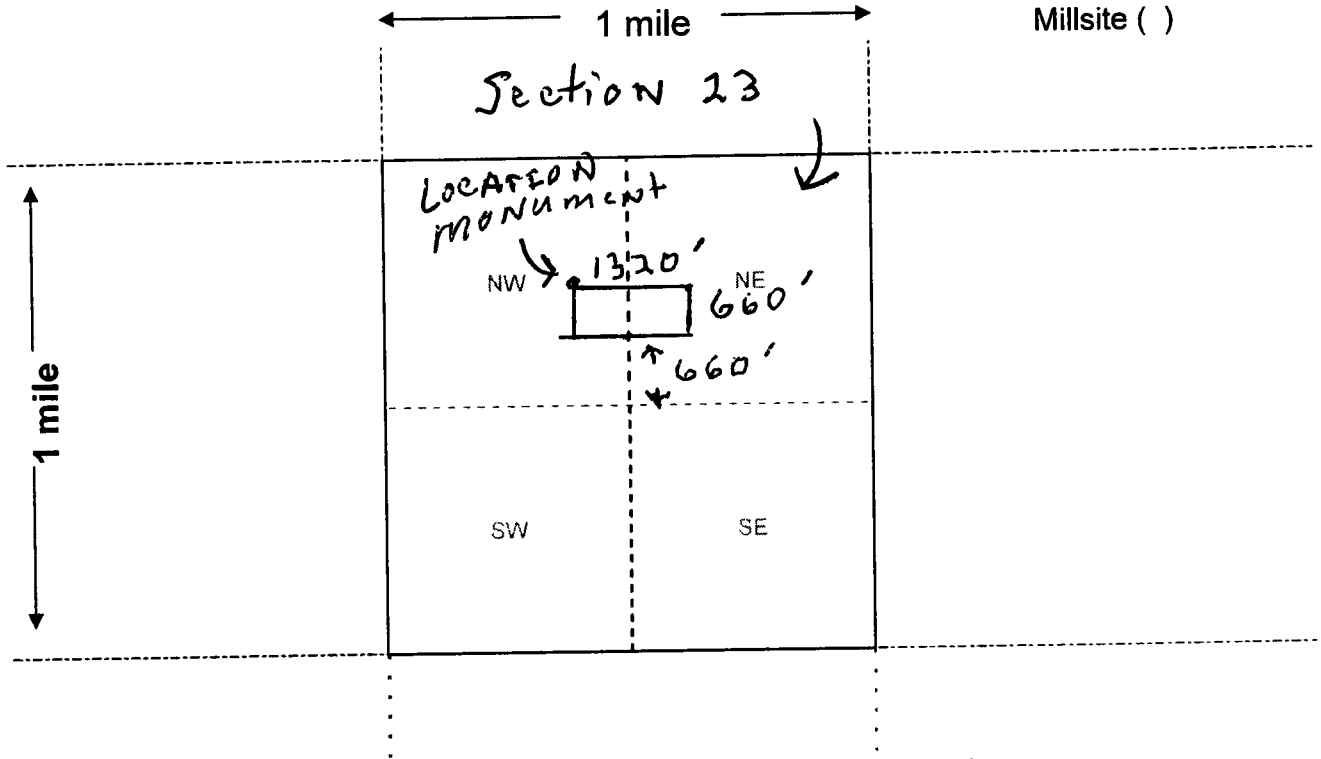 1 mile
Millsite ( )
Section 23
LOCATION
MONUMENT
1320'
NW
NE
660'
660'
1 mile
SW
SE